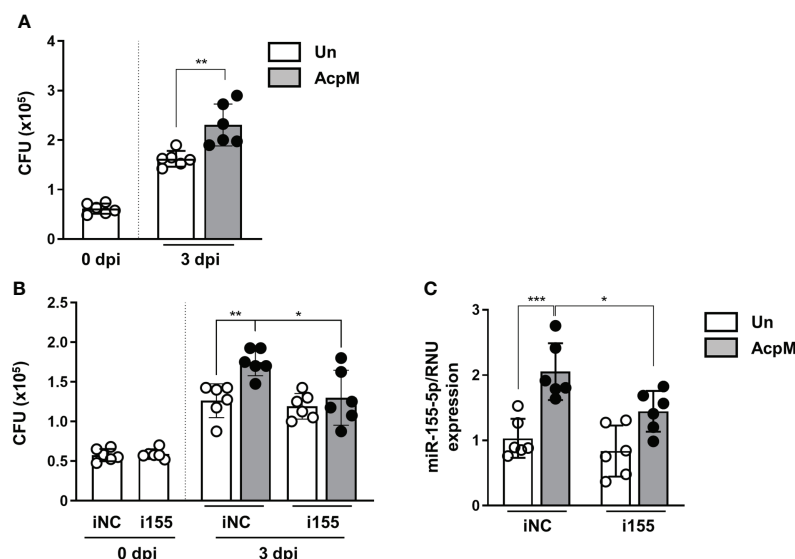 A
CFU (x10⁵)
4
3
2
1
0
**
Un
AcpM
0 dpi
3 dpi
B
CFU (x10⁵)
2.5
2.0
1.5
1.0
0.5
0
**
*
iNC
i155
iNC
i155
0 dpi
3 dpi
C
miR-155-5p/RNU
expression
3
2
1
0
***
*
Un
AcpM
iNC
i155